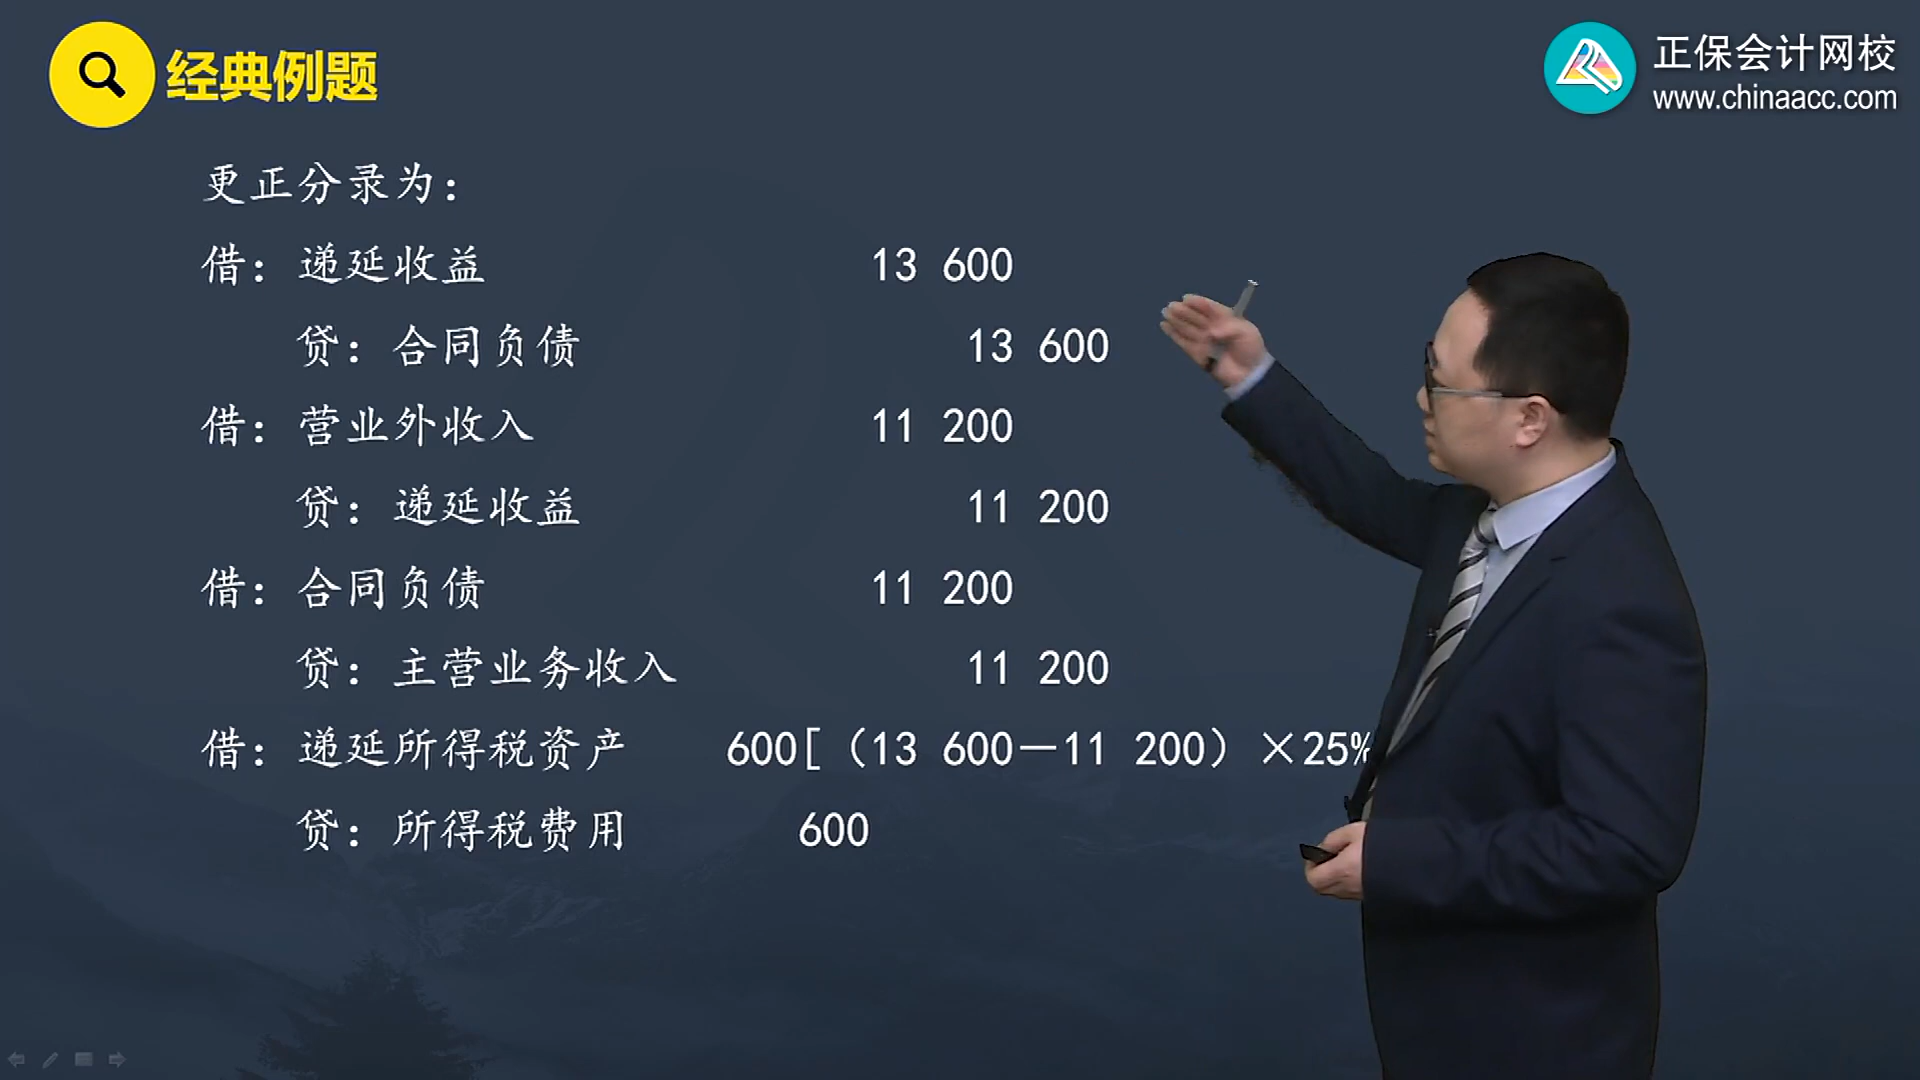 经典例题
正保会计网校
www.chinaacc.com
更正分录为：
借：递延收益 13 600
贷：合同负债 13 600
借：营业外收入 11 200
贷：递延收益 11 200
借：合同负债 11 200
贷：主营业务收入 11 200
借：递延所得税资产 600[（13 600－11 200）×25%
贷：所得税费用 600